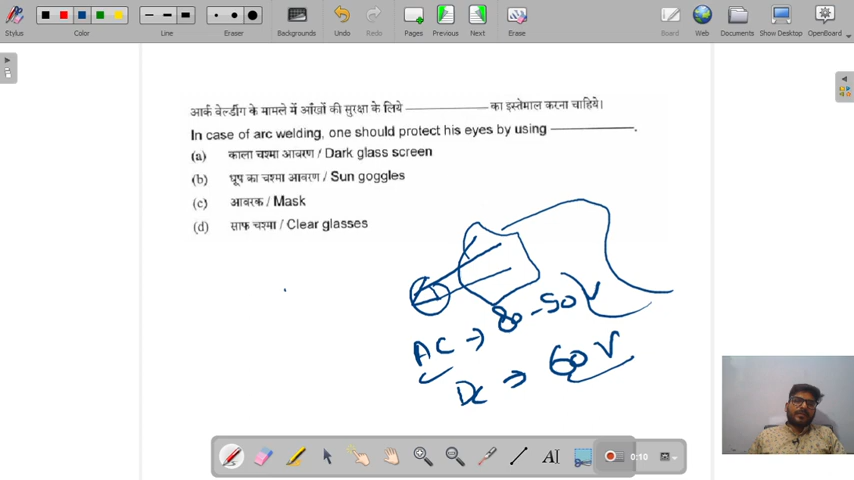 Stylus Color Line Eraser Backgrounds Undo Redo Pages Previous Next Erase Board Web Documents Show Desktop OpenBoard
आर्क वेल्डींग के मामले में आँखों की सुरक्षा के लिये ———— का इस्तेमाल करना चाहिये।
In case of arc welding, one should protect his eyes by using ————.
(a) काला चश्मा आवरण / Dark glass screen
(b) धूप का चश्मा आवरण / Sun goggles
(c) आवरक / Mask
(d) साफ चश्मा / Clear glasses
AC → 80-50V
DC → 60V
0:10